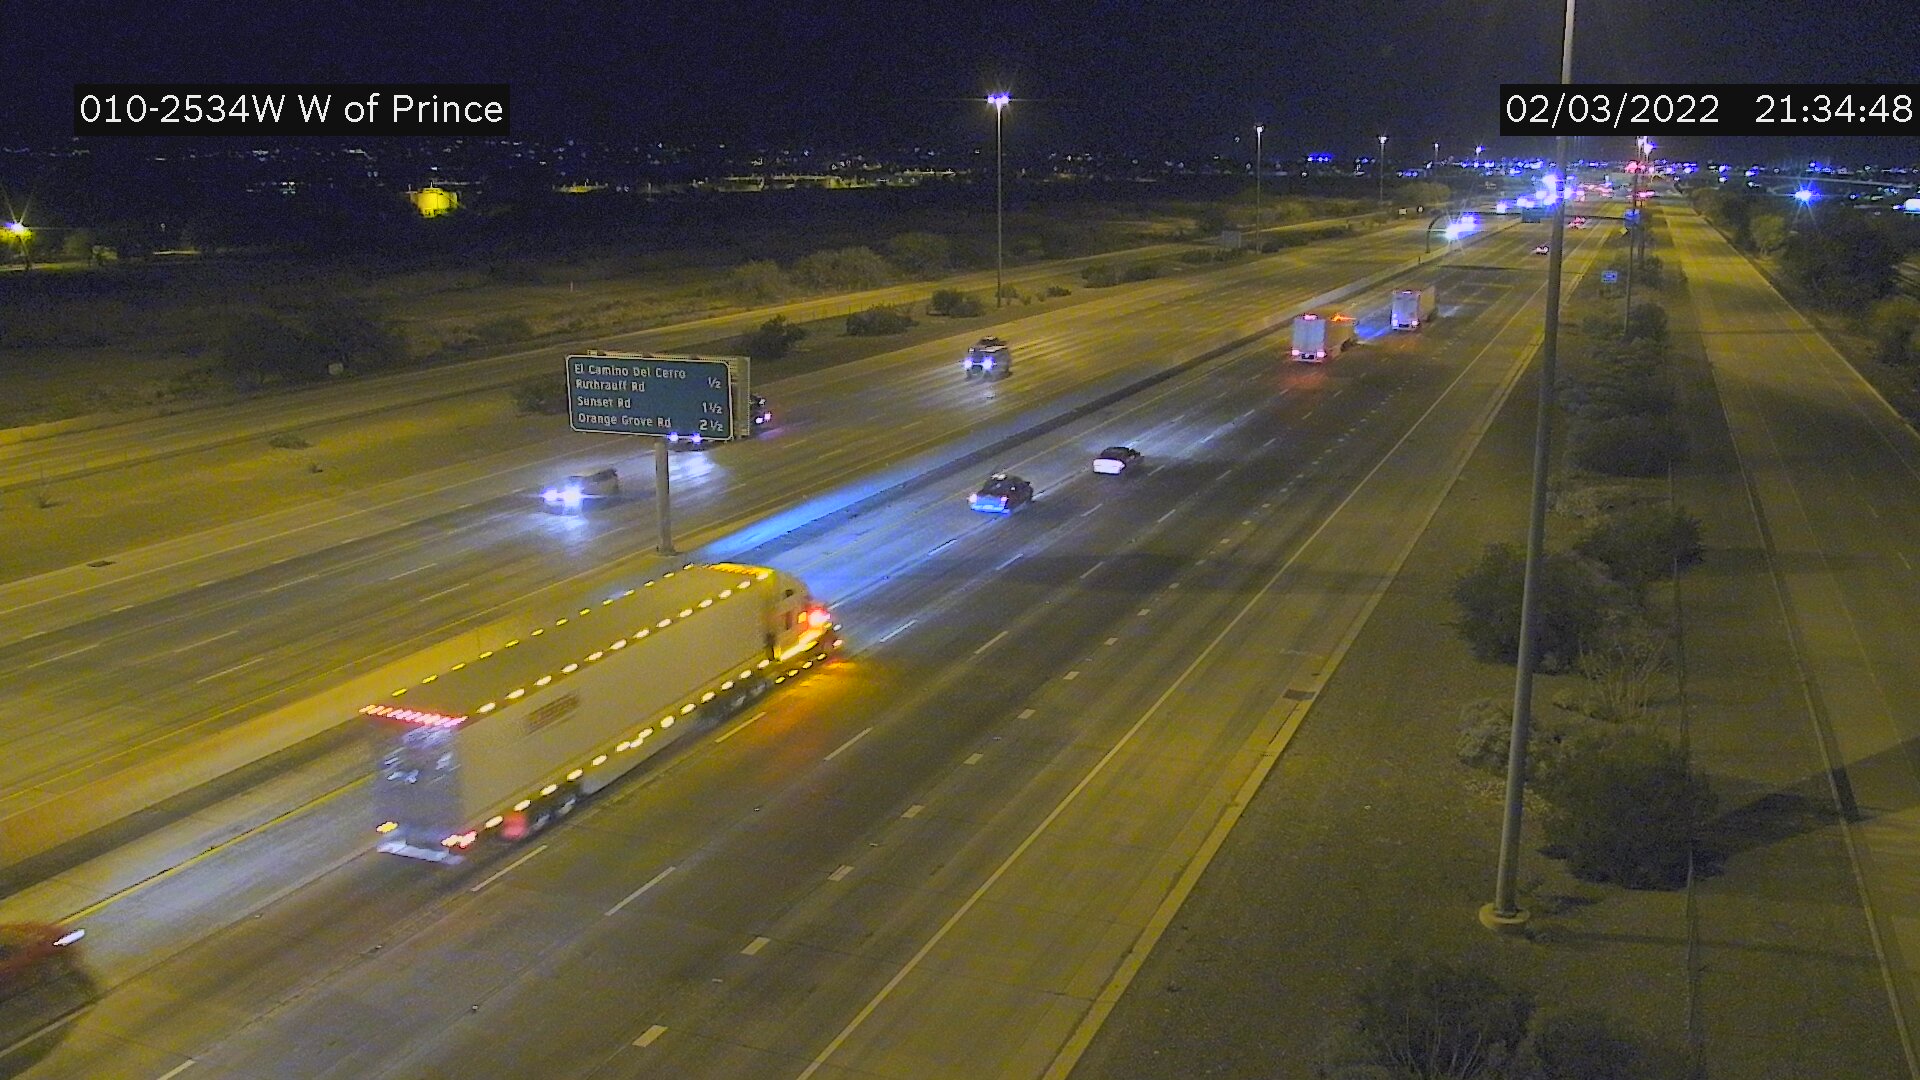 010-2534W W of Prince
02/03/2022 21:34:48
El Camino Del Cerro 1/2
Ruthrauff Rd
Sunset Rd 1 1/2
Orange Grove Rd 2 1/2